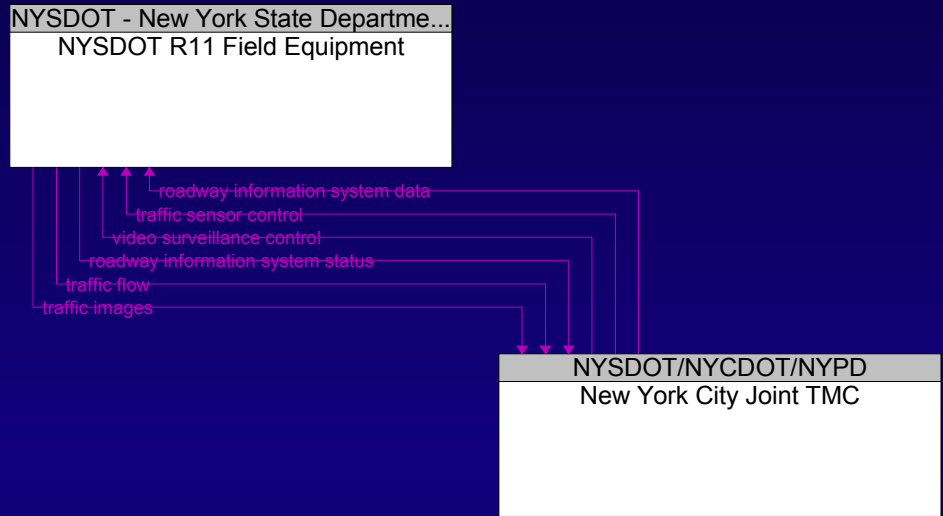 NYSDOT - New York State Departme...
NYSDOT R11 Field Equipment
roadway information system data
traffic sensor control
video surveillance control
roadway information system status
traffic flow
traffic images
NYSDOT/NYCDOT/NYPD
New York City Joint TMC